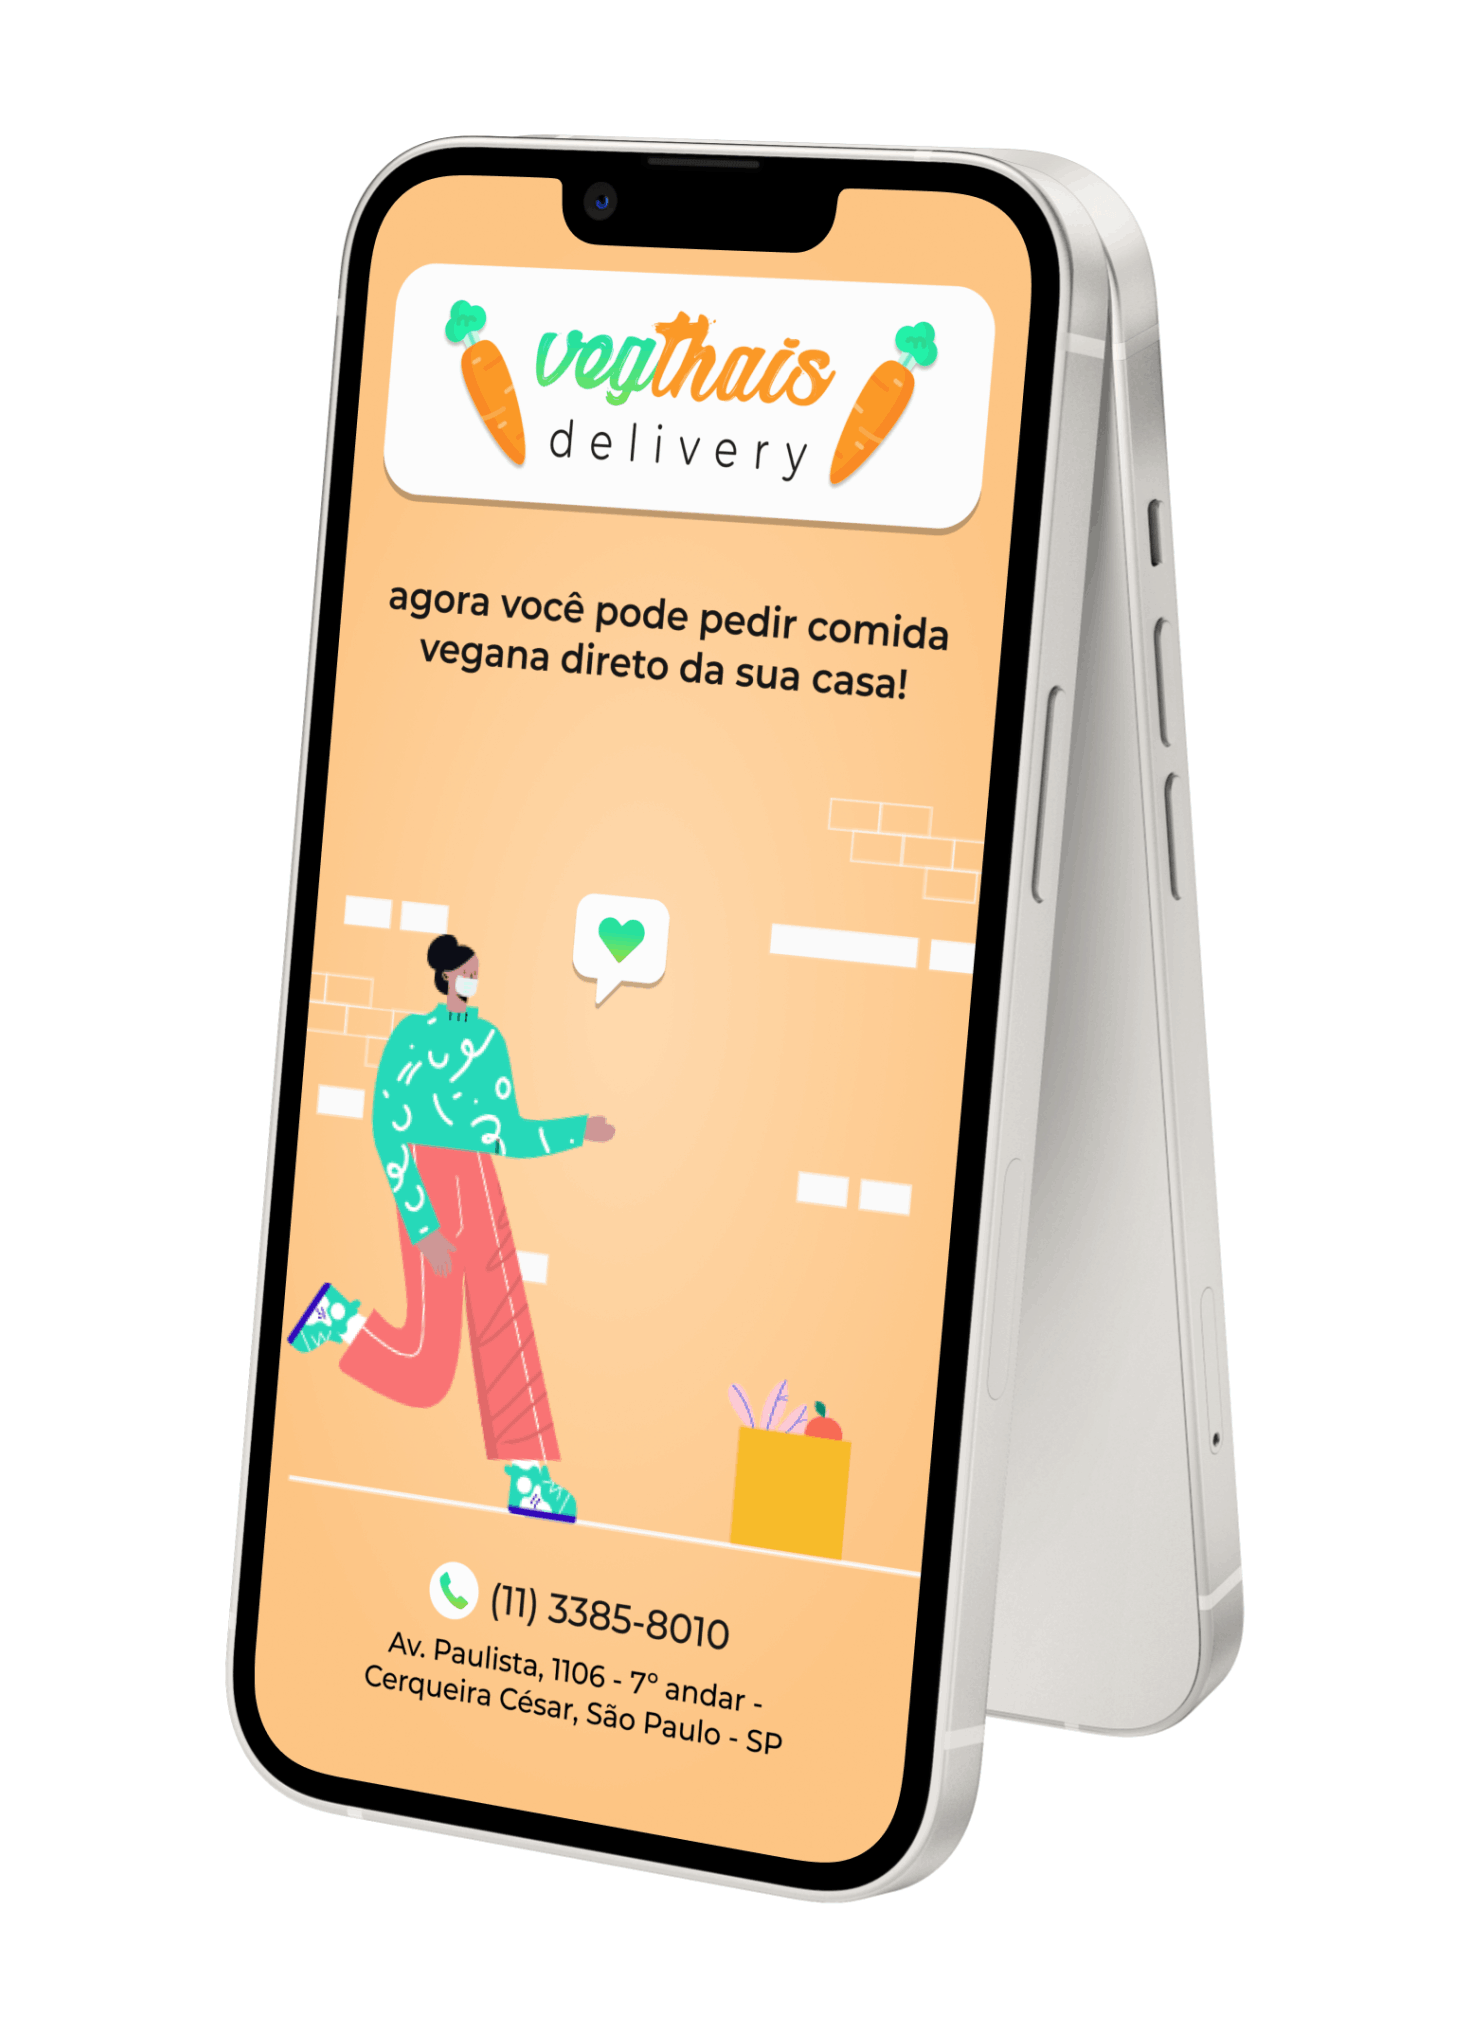 vegthais
delivery
agora você pode pedir comida
vegana direto da sua casa!
(11) 3385-8010
Av. Paulista, 1106 - 7° andar -
Cerqueira César, São Paulo - SP